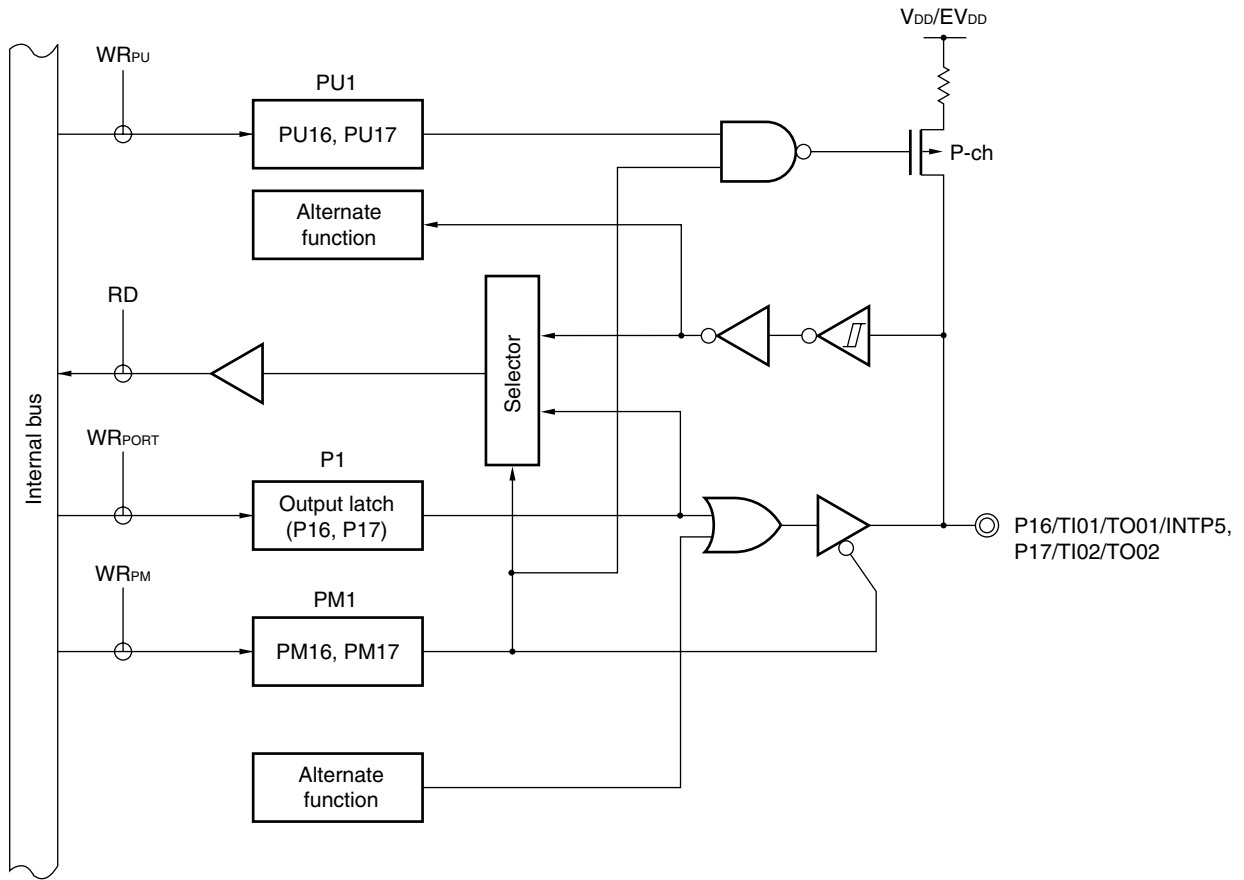 VDD/EVDD
WRPU
PU1
PU16, PU17
P-ch
Alternate
function
RD
Selector
Internal bus
WRPORT
P1
Output latch
(P16, P17)
P16/TI01/TO01/INTP5,
P17/TI02/TO02
WRPM
PM1
PM16, PM17
Alternate
function